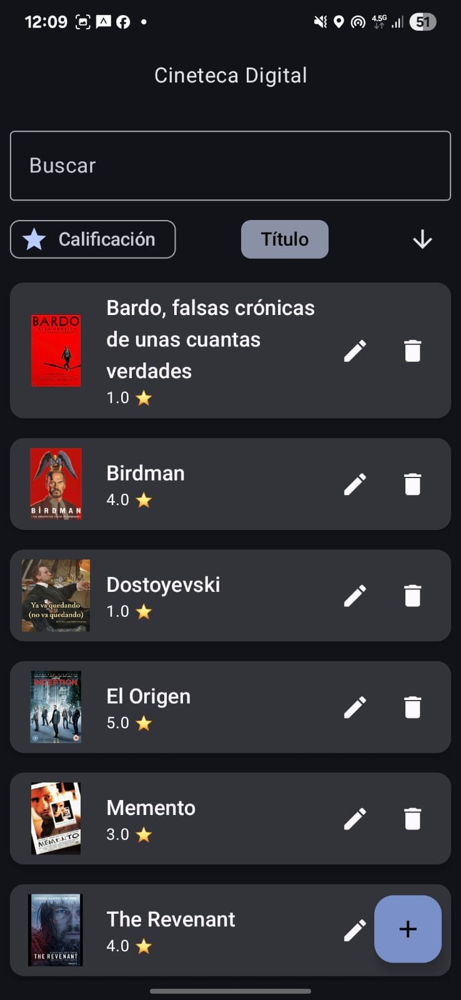 12:09
4.5G
51
Cineteca Digital
Buscar
Calificación
Título
Bardo, falsas crónicas
de unas cuantas
verdades
1.0
BARDO
Birdman
4.0
BIRDMAN
Dostoyevski
1.0
Ya va quedando
(no va quedando)
El Origen
5.0
INCEPTION
Memento
3.0
MEMENTO
The Revenant
4.0
THE REVENANT